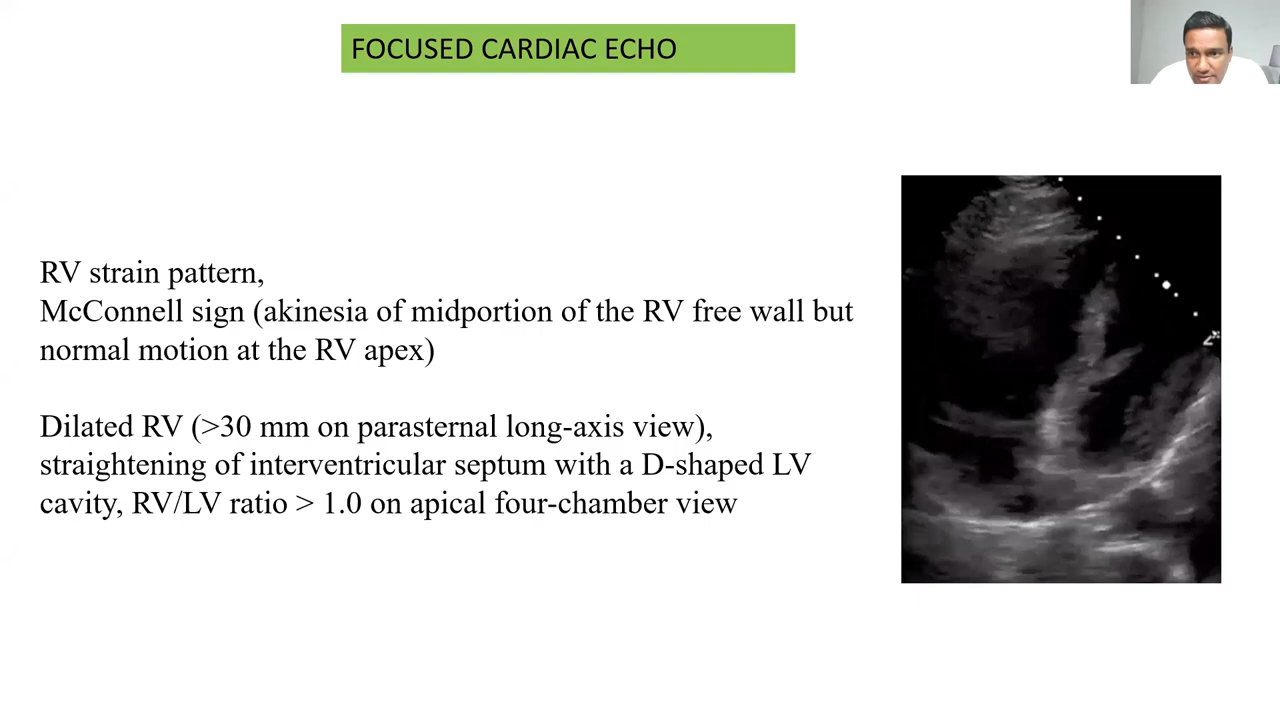 FOCUSED CARDIAC ECHO
RV strain pattern,
McConnell sign (akinesia of midportion of the RV free wall but
normal motion at the RV apex)
Dilated RV (>30 mm on parasternal long-axis view),
straightening of interventricular septum with a D-shaped LV
cavity, RV/LV ratio > 1.0 on apical four-chamber view